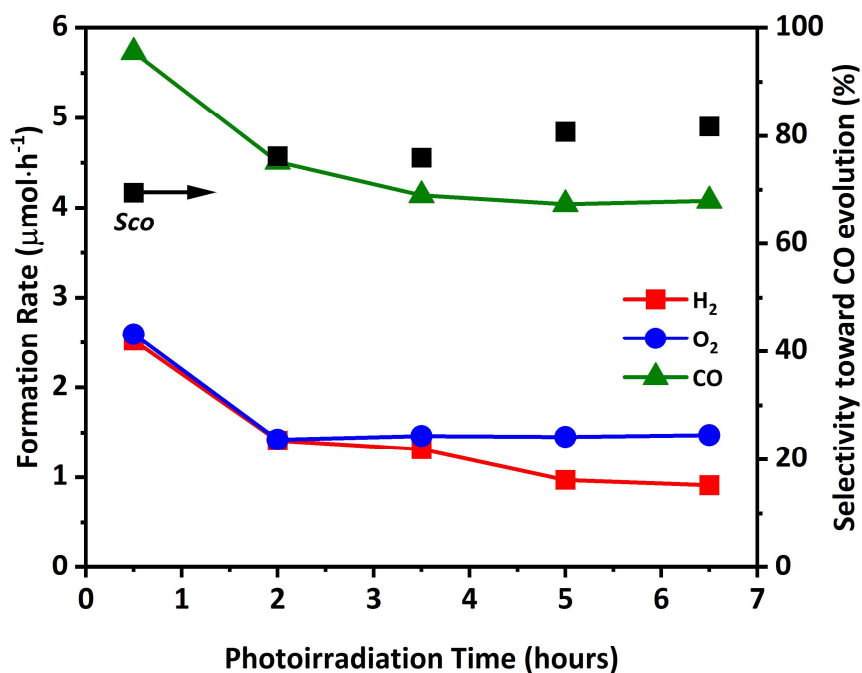 6
5
4
3
2
1
0
Formation Rate (μmol·h⁻¹)
100
80
60
40
20
0
Selectivity toward CO evolution (%)
Sco
H₂
O₂
CO
0 1 2 3 4 5 6 7
Photoirradiation Time (hours)